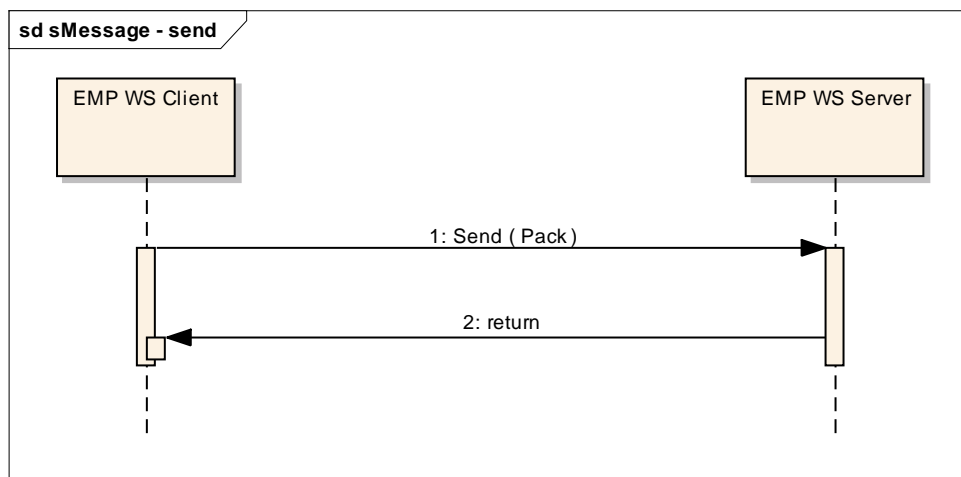 sd sMessage - send
EMP WS Client
EMP WS Server
1: Send ( Pack )
2: return